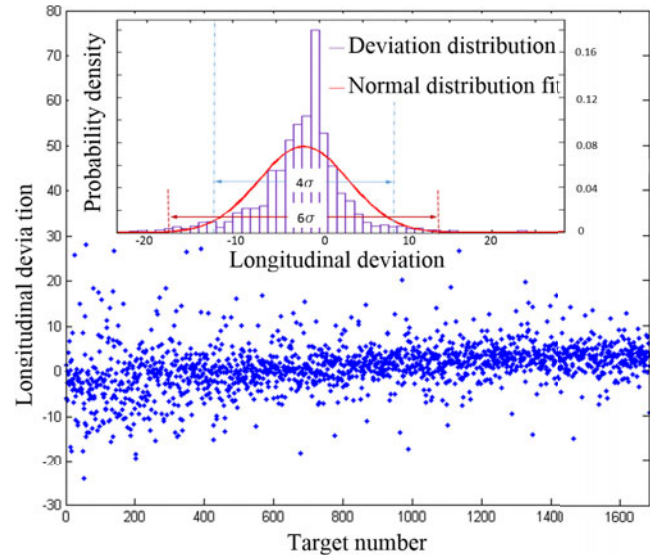 80
70
60
50
40
30
20
10
0
-10
-20
-30
Longitudinal deviation
0 200 400 600 800 1000 1200 1400 1600
Target number
Probability density
Deviation distribution
Normal distribution fit
0.16
0.12
0.08
0.04
0
4σ
6σ
-20 -10 0 10 20
Longitudinal deviation